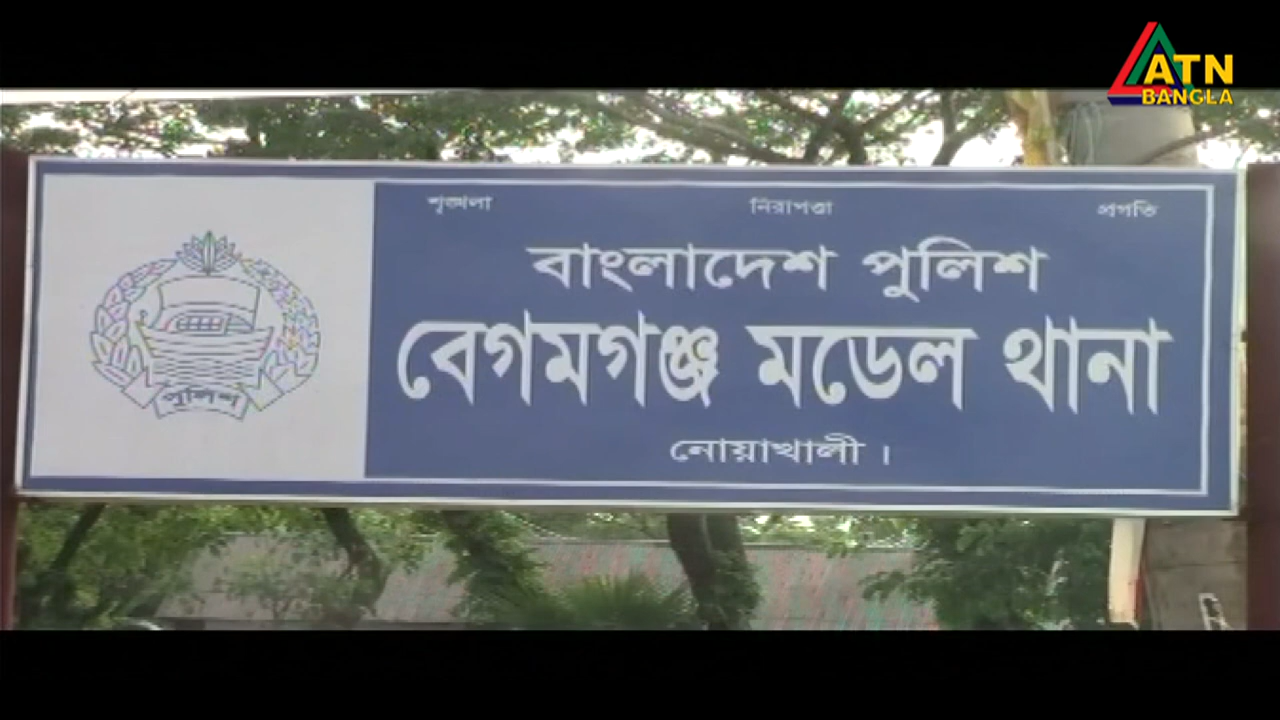 ATN
BANGLA
শৃঙ্খলা নিরাপত্তা প্রগতি
বাংলাদেশ পুলিশ
বেগমগঞ্জ মডেল থানা
নোয়াখালী।
পুলিশ